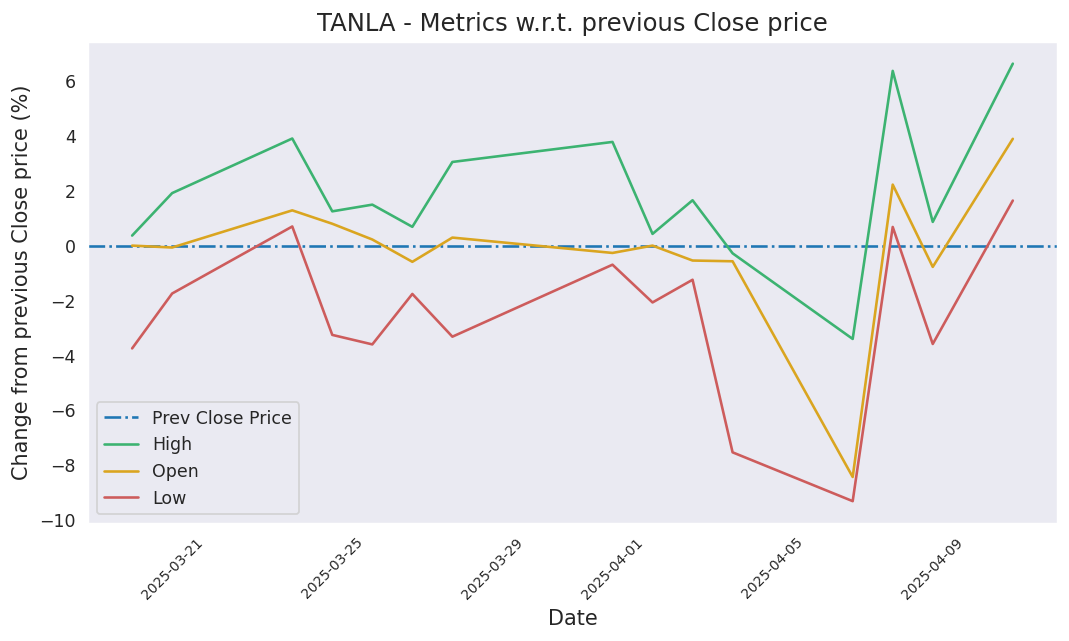 TANLA - Metrics w.r.t. previous Close price
Change from previous Close price (%)
6
4
2
0
−2
−4
−6
−8
−10
Prev Close Price
High
Open
Low
2025-03-21
2025-03-25
2025-03-29
2025-04-01
2025-04-05
2025-04-09
Date